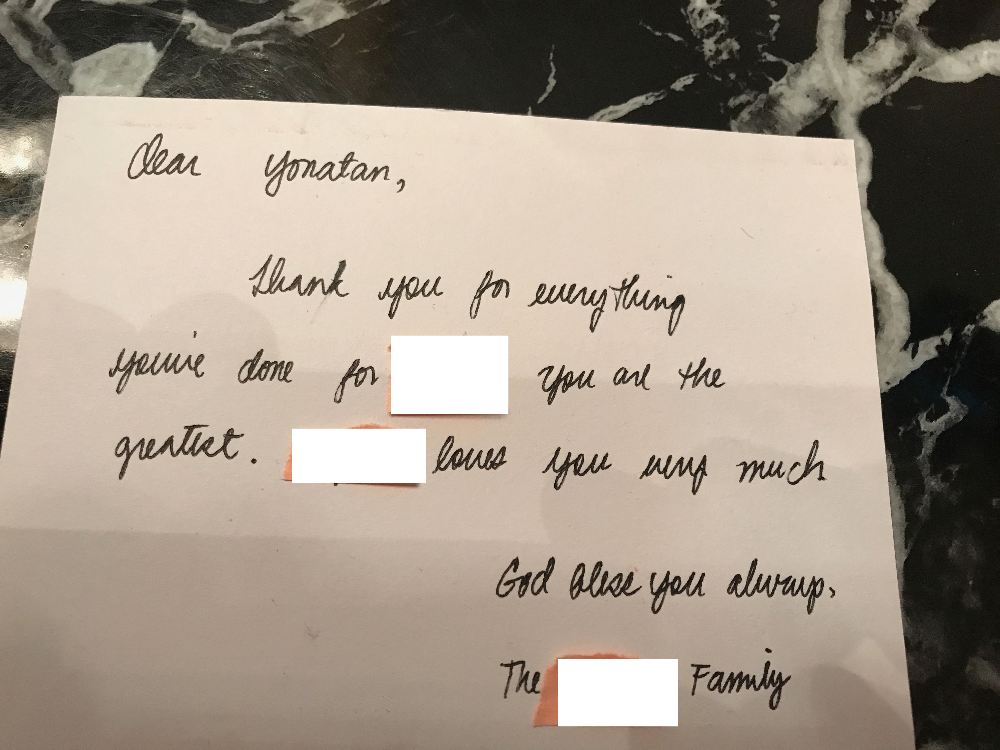 Dear Yonatan,
Thank you for everything
you've done for you are the
greatest. loves you very much
God bless you always,
The Family